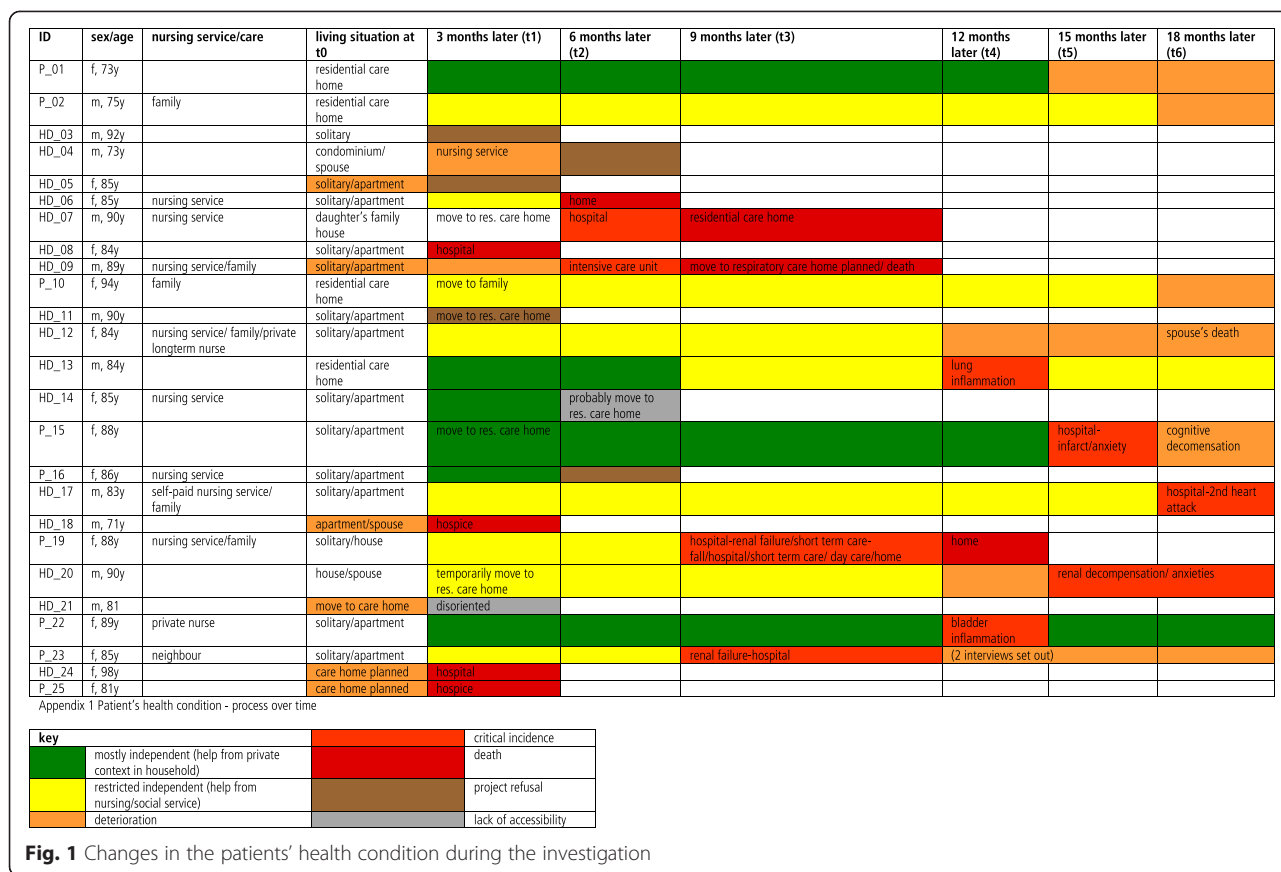 ID sex/age nursing service/care living situation at t0 3 months later (t1) 6 months later (t2) 9 months later (t3) 12 months later (t4) 15 months later (t5) 18 months later (t6)
P_01 f, 73y residential care home
P_02 m, 75y family residential care home
HD_03 m, 92y solitary
HD_04 m, 73y condominium/ spouse nursing service
HD_05 f, 85y solitary/apartment
HD_06 f, 85y nursing service solitary/apartment home
HD_07 m, 90y nursing service daughter's family house move to res. care home hospital residential care home
HD_08 f, 84y solitary/apartment hospital
HD_09 m, 89y nursing service/family solitary/apartment intensive care unit move to respiratory care home planned/ death
P_10 f, 94y family residential care home move to family
HD_11 m, 90y solitary/apartment move to res. care home
HD_12 f, 84y nursing service/ family/private longterm nurse solitary/apartment spouse's death
HD_13 m, 84y residential care home lung inflammation
HD_14 f, 85y nursing service solitary/apartment probably move to res. care home
P_15 f, 88y solitary/apartment move to res. care home hospital-infarct/anxiety cognitive decomensation
P_16 f, 86y nursing service solitary/apartment
HD_17 m, 83y self-paid nursing service/ family solitary/apartment hospital-2nd heart attack
HD_18 m, 71y apartment/spouse hospice
P_19 f, 88y nursing service/family solitary/house hospital-renal failure/short term care-fall/hospital/short term care/ day care/home home
HD_20 m, 90y house/spouse temporarily move to res. care home renal decompensation/ anxieties
HD_21 m, 81 move to care home disoriented
P_22 f, 89y private nurse solitary/apartment bladder inflammation
P_23 f, 85y neighbour solitary/apartment renal failure-hospital (2 interviews set out)
HD_24 f, 98y care home planned hospital
P_25 f, 81y care home planned hospice
Appendix 1 Patient's health condition - process over time
key critical incidence
mostly independent (help from private context in household) death
restricted independent (help from nursing/social service) project refusal
deterioration lack of accessibility
Fig. 1 Changes in the patients' health condition during the investigation